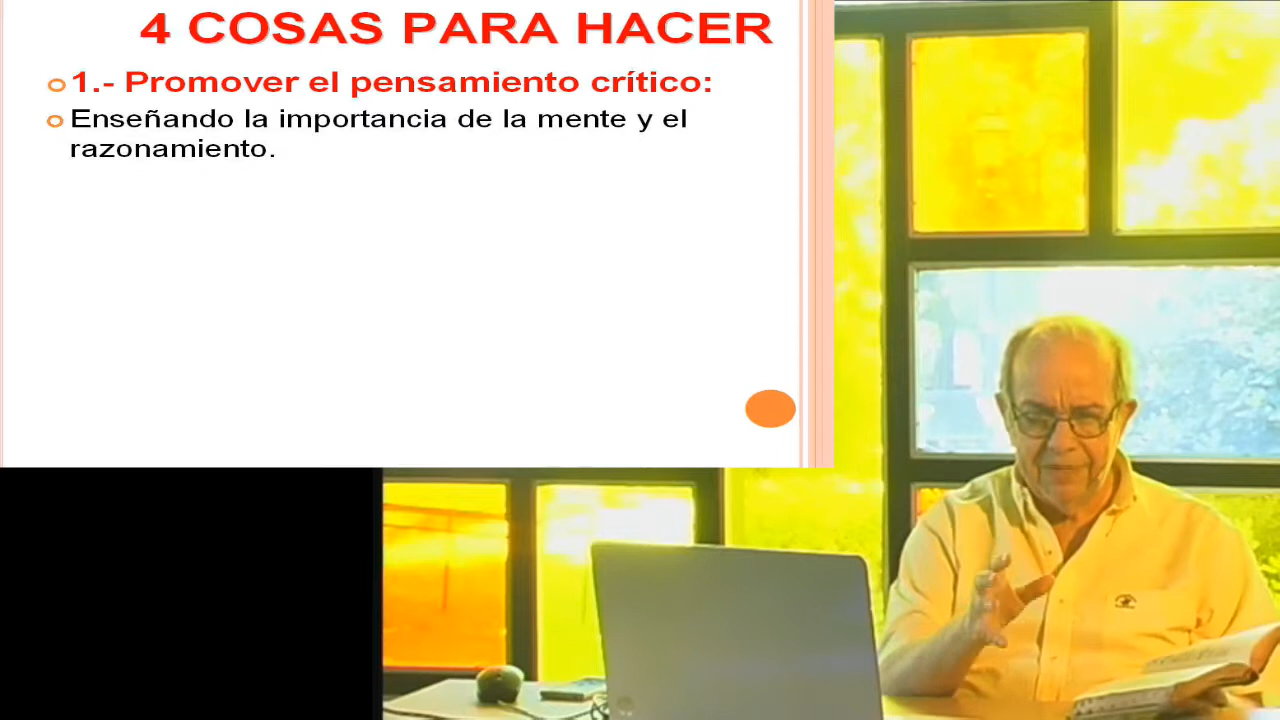 4 COSAS PARA HACER
1.- Promover el pensamiento crítico:
Enseñando la importancia de la mente y el
razonamiento.